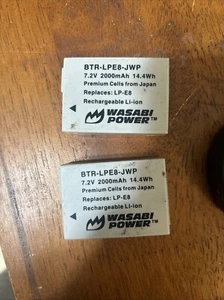 BTR-LPE8-JWP
7.2V 2000mAh 14.4Wh
Premium Cells from Japan
Replaces: LP-E8
Rechargeable Li-ion
WASABI
POWER™
BTR-LPE8-JWP
7.2V 2000mAh 14.4Wh
Premium Cells from Japan
Replaces: LP-E8
Rechargeable Li-ion
WASABI
POWER™